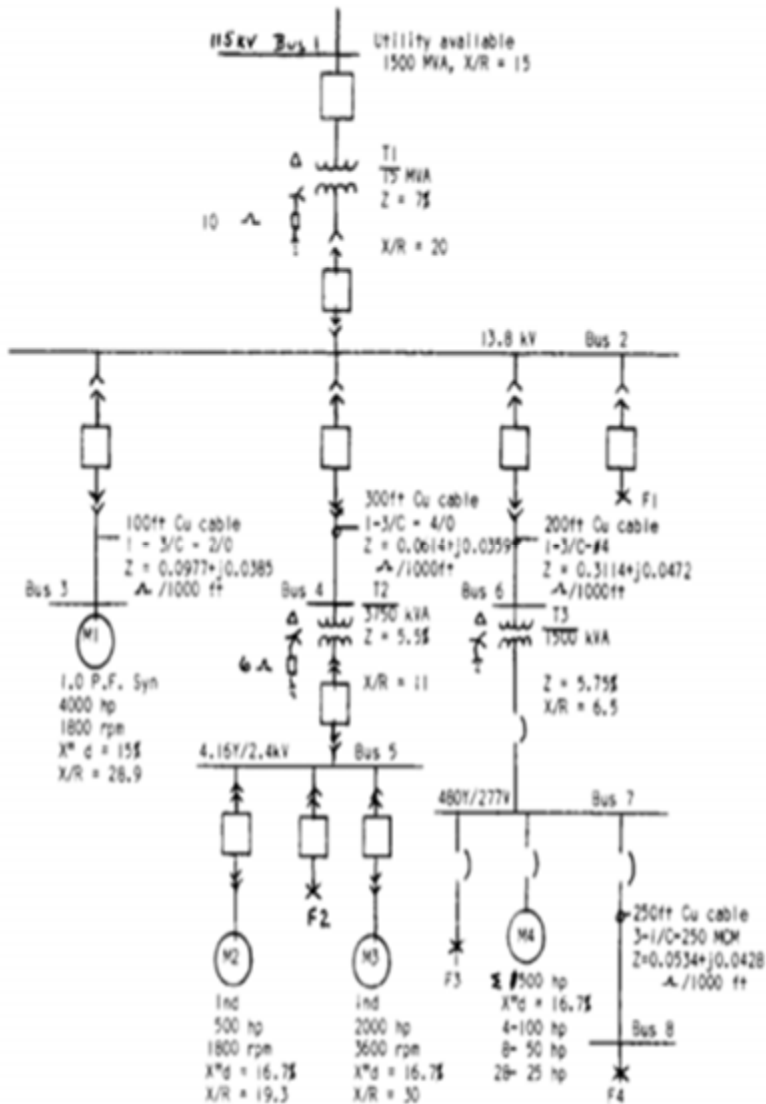 115kV Bus 1
Utility available
1500 MVA, X/R = 15
Δ
T1
15 MVA
Z = 7%
10
X/R = 20
13.8 kV Bus 2
F1
100ft Cu cable
1 - 3/C - 2/0
Z = 0.0977+j0.0385
/1000 ft
300ft Cu cable
1-3/C - 4/0
Z = 0.0614+j0.0359
/1000ft
200ft Cu cable
1-3/C-#4
Z = 0.3114+j0.0472
/1000ft
Bus 3
M1
1.0 P.F. Syn
4000 hp
1800 rpm
X" d = 15%
X/R = 28.9
Bus 4
Δ
T2
3750 kVA
Z = 5.5%
6
X/R = 11
Bus 6
Δ
T3
1500 kVA
Z = 5.75%
X/R = 6.5
4.16Y/2.4kV Bus 5
480Y/277V Bus 7
F2
M2
Ind
500 hp
1800 rpm
X"d = 16.7%
X/R = 19.3
M3
Ind
2000 hp
3600 rpm
X"d = 16.7%
X/R = 30
F3
M4
Σ 1500 hp
X"d = 16.7%
4-100 hp
8- 50 hp
28- 25 hp
250ft Cu cable
3-1/C-250 MCM
Z=0.0534+j0.0428
/1000 ft
Bus 8
F4